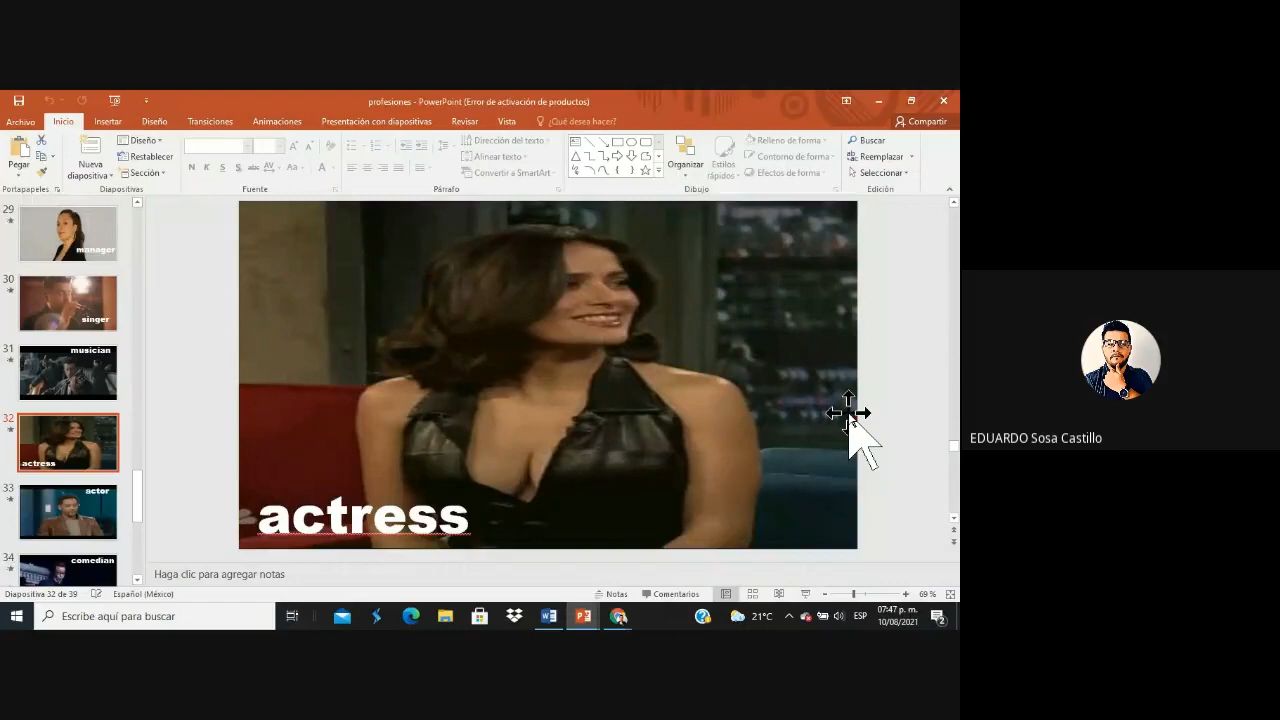 profesiones - PowerPoint (Error de activación de productos)
Archivo Inicio Insertar Diseño Transiciones Animaciones Presentación con diapositivas Revisar Vista ¿Qué desea hacer? Compartir
Pegar
Nueva diapositiva
Diseño
Restablecer
Sección
N K S S abc AV Aa A
Dirección del texto
Alinear texto
Convertir a SmartArt
Organizar
Estilos rápidos
Relleno de forma
Contorno de forma
Efectos de forma
Buscar
Reemplazar
Seleccionar
Portapapeles Diapositivas Fuente Párrafo Dibujo Edición
29
manager
30
singer
31
musician
32
actress
33
actor
34
comedian
actress
Haga clic para agregar notas
Diapositiva 32 de 39 Español (México) Notas Comentarios 69 %
Escribe aquí para buscar
21°C ESP
07:47 p. m.
10/08/2021
2
EDUARDO Sosa Castillo